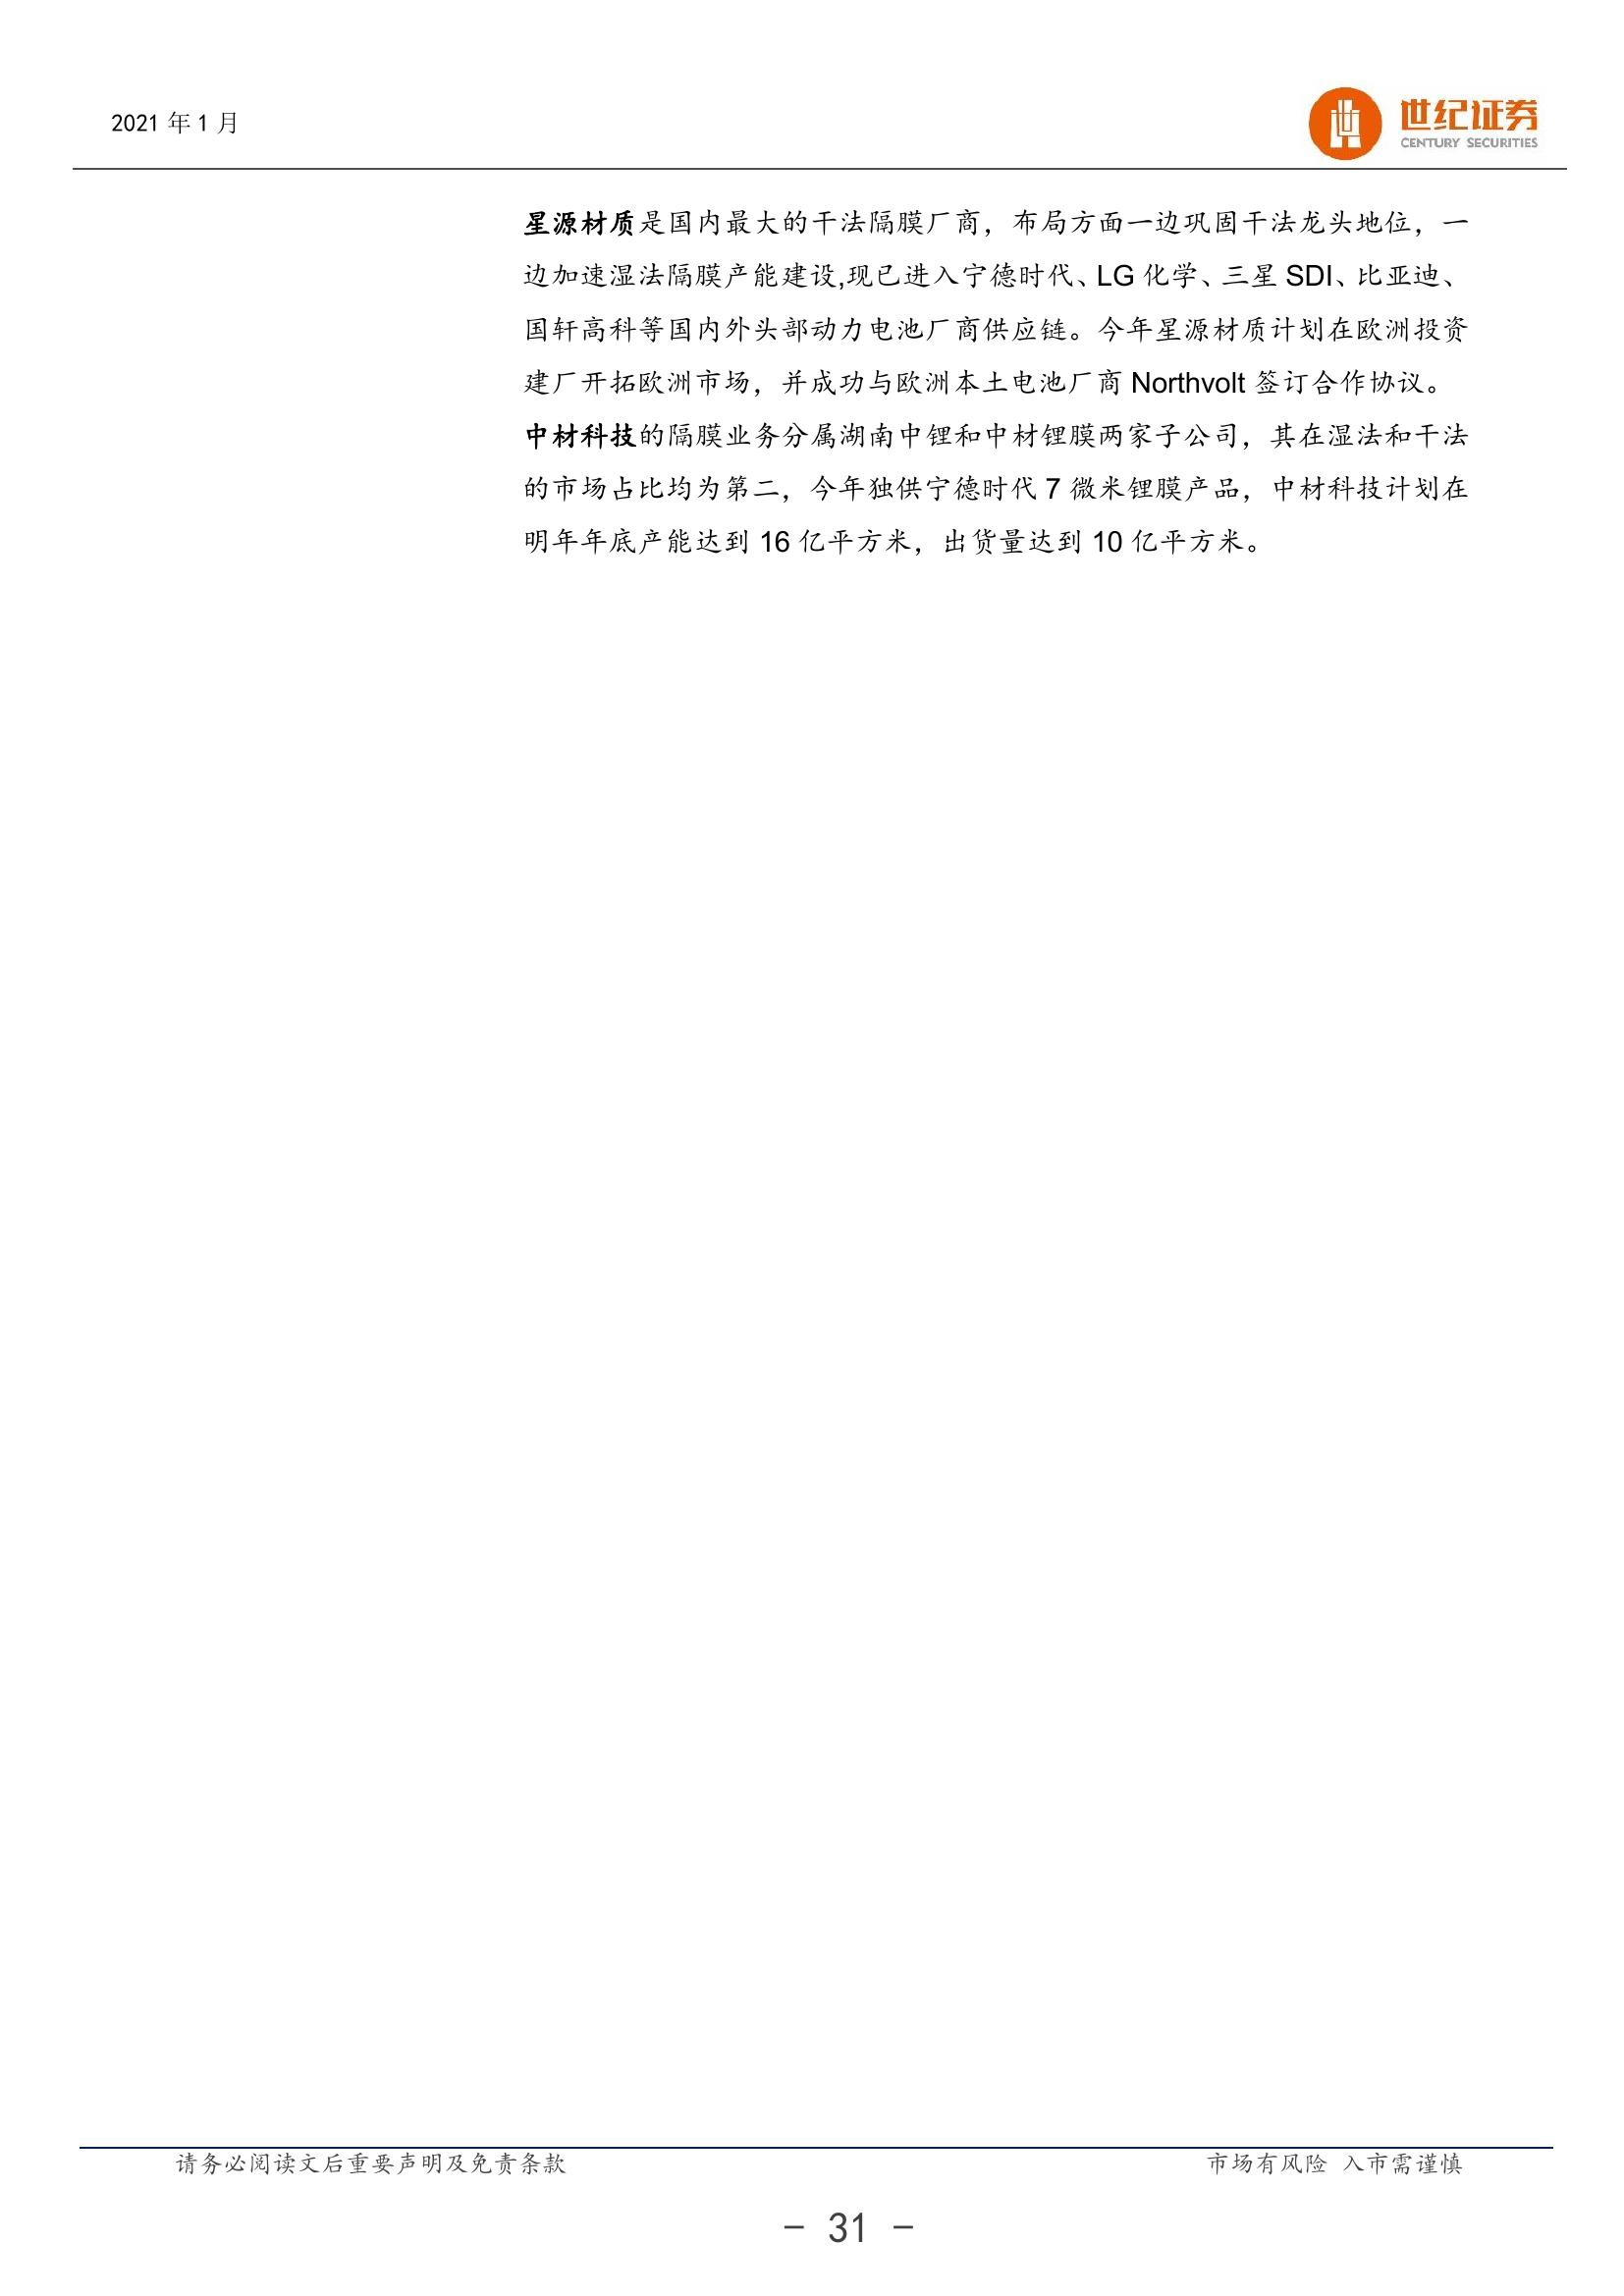 2021 年 1 月
世纪证券
CENTURY SECURITIES
星源材质是国内最大的干法隔膜厂商，布局方面一边巩固干法龙头地位，一
边加速湿法隔膜产能建设,现已进入宁德时代、LG 化学、三星 SDI、比亚迪、
国轩高科等国内外头部动力电池厂商供应链。今年星源材质计划在欧洲投资
建厂开拓欧洲市场，并成功与欧洲本土电池厂商 Northvolt 签订合作协议。
中材科技的隔膜业务分属湖南中锂和中材锂膜两家子公司，其在湿法和干法
的市场占比均为第二，今年独供宁德时代 7 微米锂膜产品，中材科技计划在
明年年底产能达到 16 亿平方米，出货量达到 10 亿平方米。
请务必阅读文后重要声明及免责条款 市场有风险 入市需谨慎
- 31 -